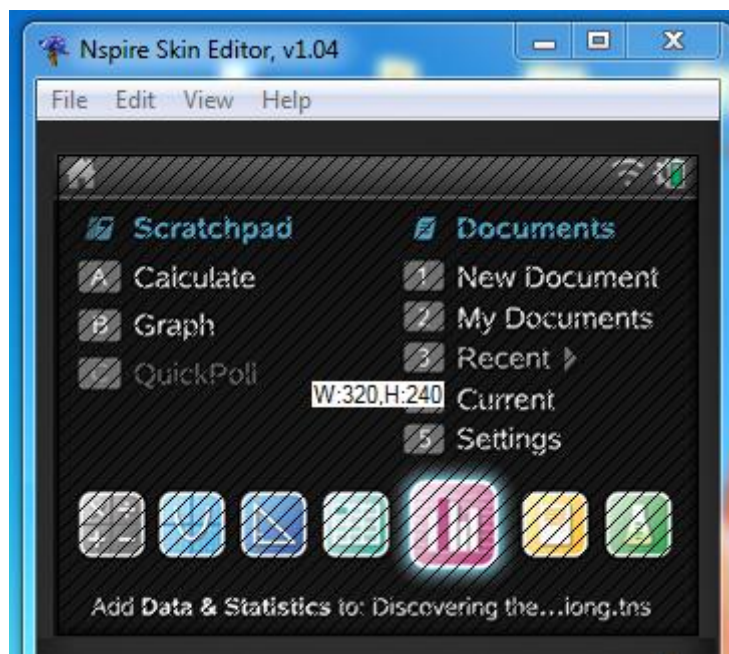 Nspire Skin Editor, v1.04
File Edit View Help
Scratchpad
A Calculate
B Graph
QuickPoll
Documents
1 New Document
2 My Documents
3 Recent
Current
5 Settings
W:320,H:240
Add Data & Statistics to: Discovering the...iong.tns